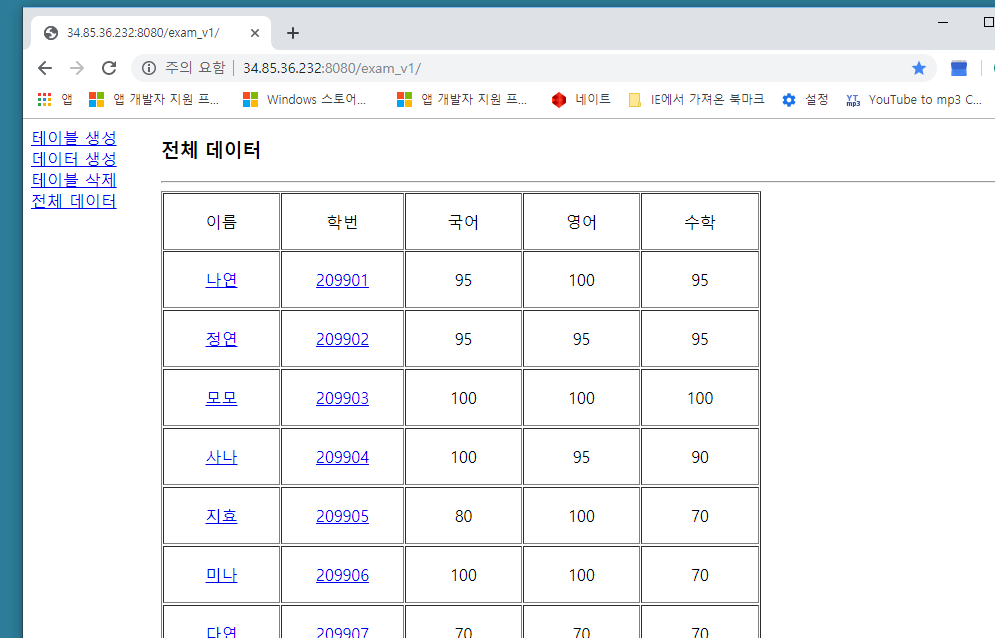 34.85.36.232:8080/exam_v1/
주의 요함 34.85.36.232:8080/exam_v1/
앱 앱 개발자 지원 프... Windows 스토어... 앱 개발자 지원 프... 네이트 IE에서 가져온 북마크 설정 YT mp3 YouTube to mp3 C...
테이블 생성
데이터 생성
테이블 삭제
전체 데이터
전체 데이터
이름 학번 국어 영어 수학
나연 209901 95 100 95
정연 209902 95 95 95
모모 209903 100 100 100
사나 209904 100 95 90
지효 209905 80 100 70
미나 209906 100 100 70
다연 209907 70 70 70